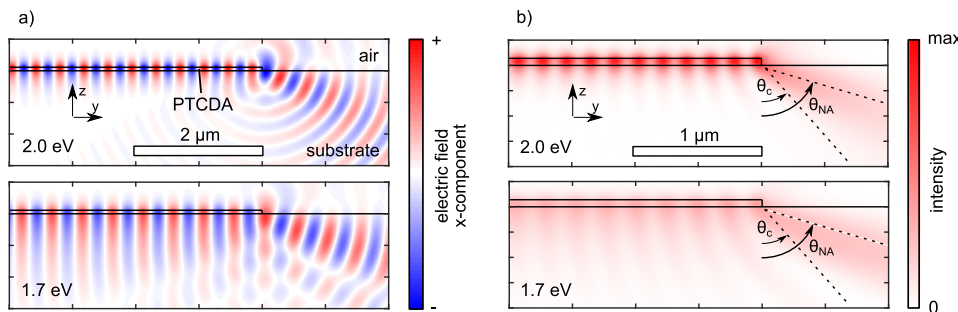 a)
air
z
y
PTCDA
2 µm
2.0 eV
substrate
1.7 eV
+
-
electric field
x-component
b)
z
y
θc
θNA
1 µm
2.0 eV
θc
θNA
1.7 eV
max
0
intensity